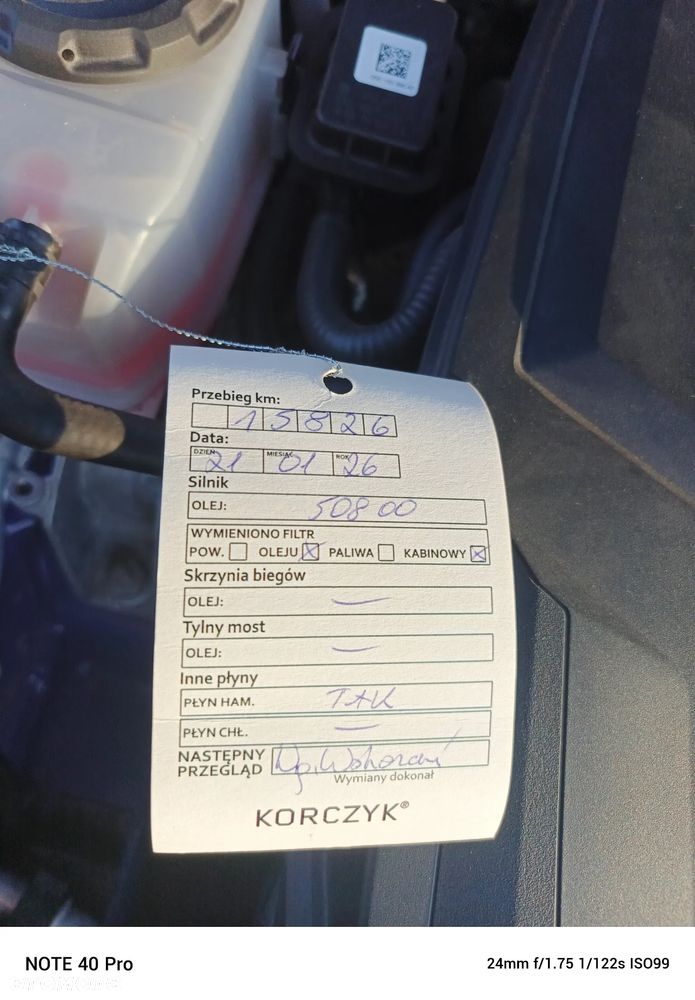 Przebieg km:
15826
Data:
DZIEŃ 21 MIESIĄC 01 ROK 26
Silnik
OLEJ: 508 00
WYMIENIONO FILTR
POW. OLEJU X PALIWA KABINOWY X
Skrzynia biegów
OLEJ: —
Tylny most
OLEJ: —
Inne płyny
PŁYN HAM. TAK
PŁYN CHŁ. —
NASTĘPNY
PRZEGLĄD Wp. Wskazań
Wymiany dokonał
KORCZYK®
NOTE 40 Pro
24mm f/1.75 1/122s ISO99